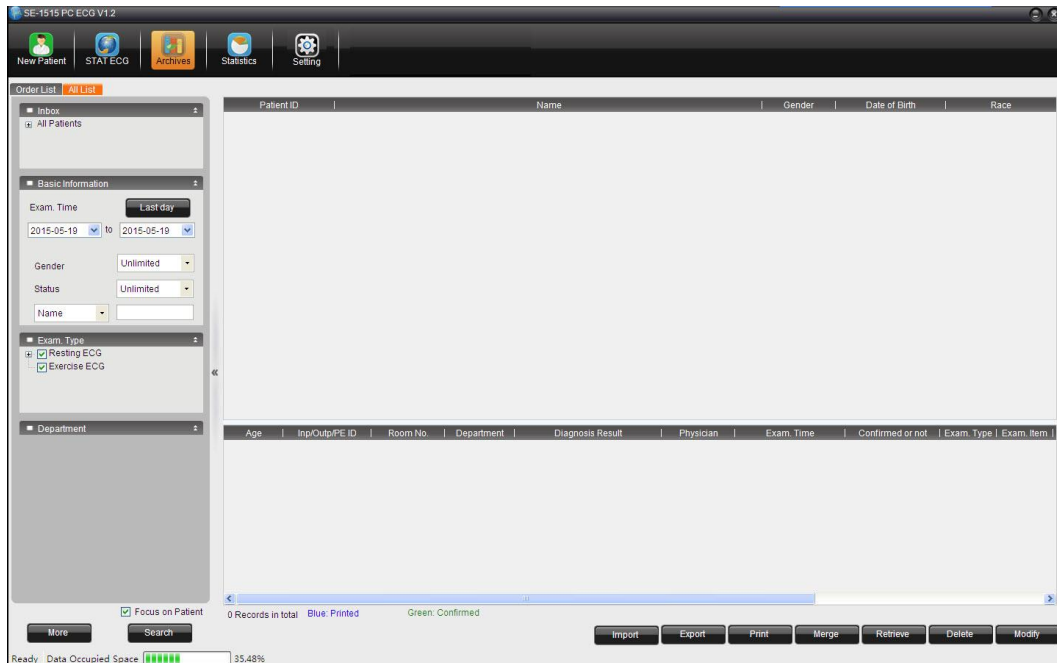 SE-1515 PC ECG V1.2
New Patient STAT ECG Archives Statistics Setting
Order List All List
Inbox
All Patients
Basic Information
Exam. Time Last day
2015-05-19 to 2015-05-19
Gender Unlimited
Status Unlimited
Name
Exam. Type
Resting ECG
Exercise ECG
Department
Focus on Patient
More Search
Patient ID Name Gender Date of Birth Race
Age Inp/Outp/PE ID Room No. Department Diagnosis Result Physician Exam. Time Confirmed or not Exam. Type Exam. Item
0 Records in total Blue: Printed Green: Confirmed
Import Export Print Merge Retrieve Delete Modify
Ready Data Occupied Space 35.48%